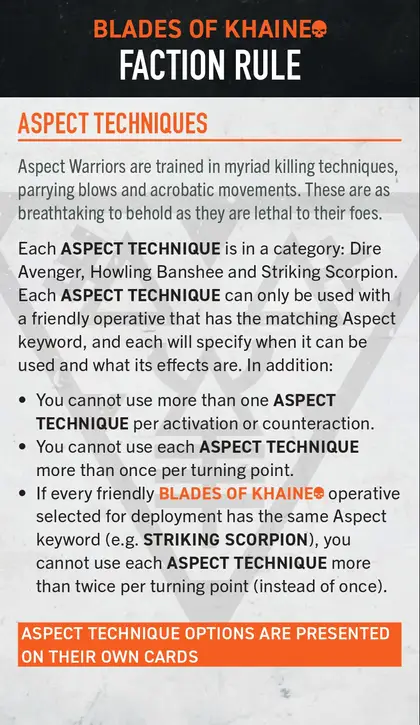 BLADES OF KHAINE
FACTION RULE
ASPECT TECHNIQUES
Aspect Warriors are trained in myriad killing techniques,
parrying blows and acrobatic movements. These are as
breathtaking to behold as they are lethal to their foes.
Each ASPECT TECHNIQUE is in a category: Dire
Avenger, Howling Banshee and Striking Scorpion.
Each ASPECT TECHNIQUE can only be used with
a friendly operative that has the matching Aspect
keyword, and each will specify when it can be
used and what its effects are. In addition:
• You cannot use more than one ASPECT
TECHNIQUE per activation or counteraction.
• You cannot use each ASPECT TECHNIQUE
more than once per turning point.
• If every friendly BLADES OF KHAINE operative
selected for deployment has the same Aspect
keyword (e.g. STRIKING SCORPION), you
cannot use each ASPECT TECHNIQUE more
than twice per turning point (instead of once).
ASPECT TECHNIQUE OPTIONS ARE PRESENTED
ON THEIR OWN CARDS